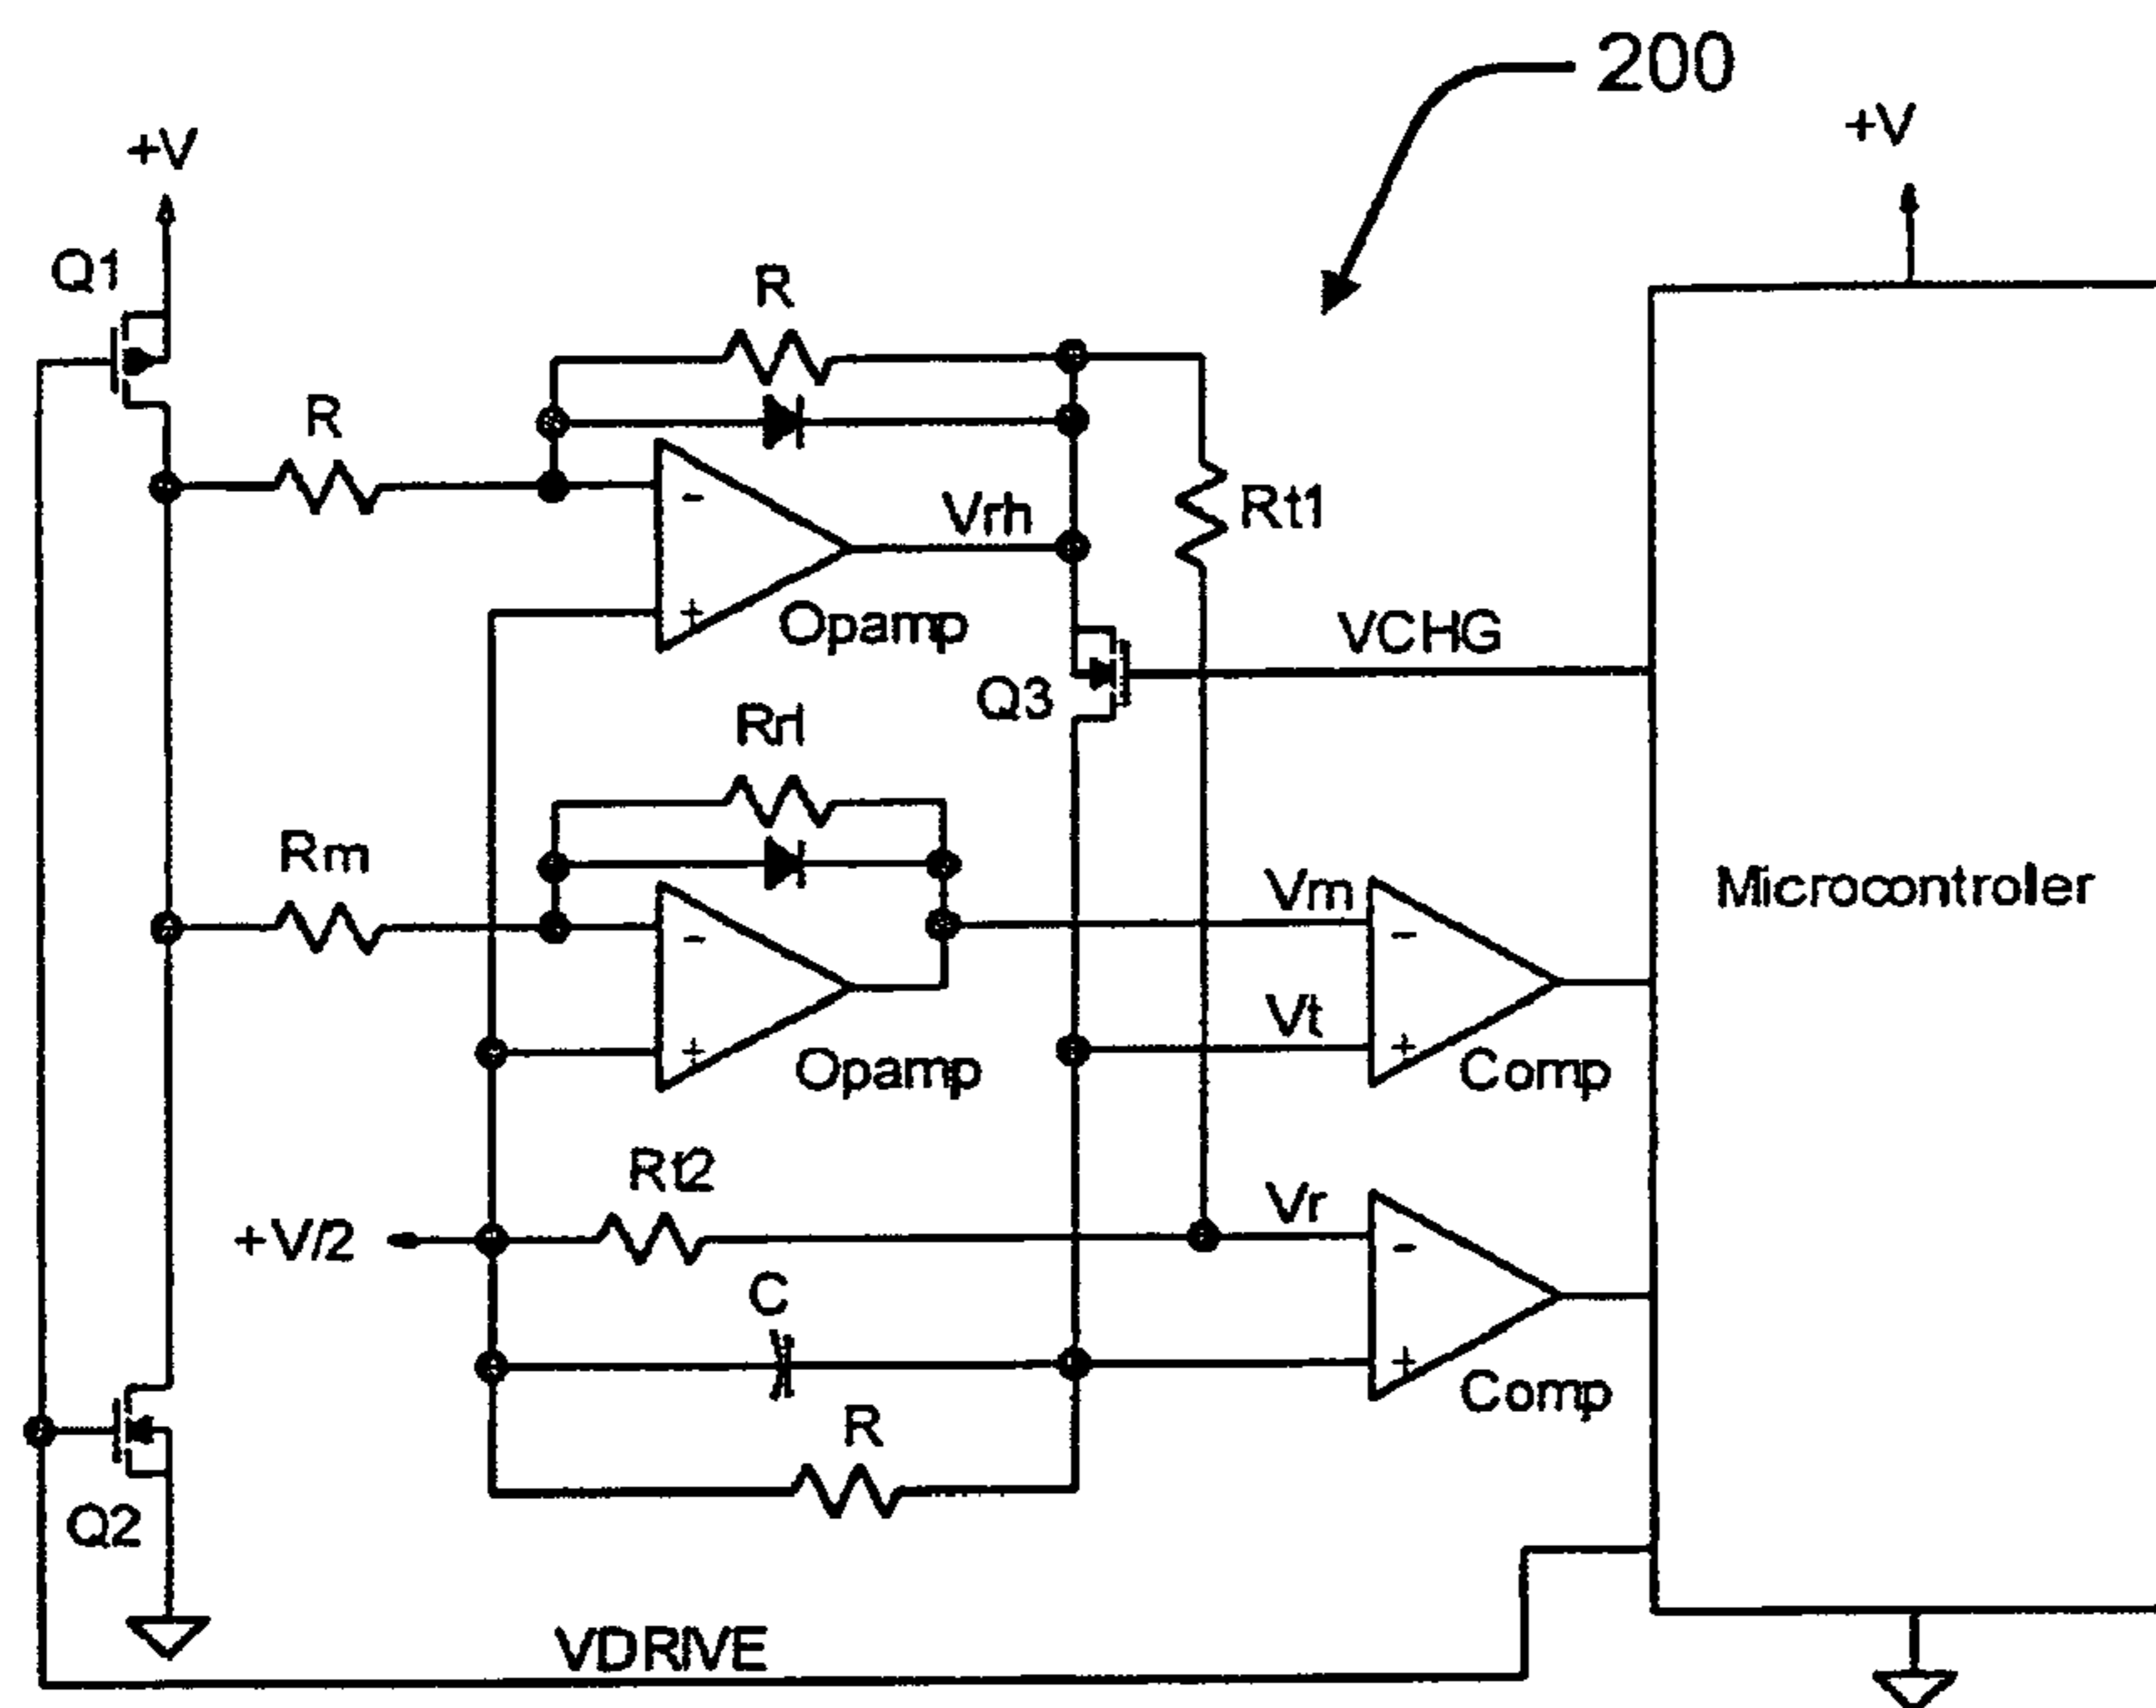 200
+V
+V
Q1
R
R
-
Vrh
Rt1
+
Opamp
VCHG
Q3
Rrl
Rm
-
Vm
-
Microcontroller
Vt
+
Opamp
+
Comp
Rt2
Vr
+V/2
-
C
+
Comp
R
Q2
VDRIVE